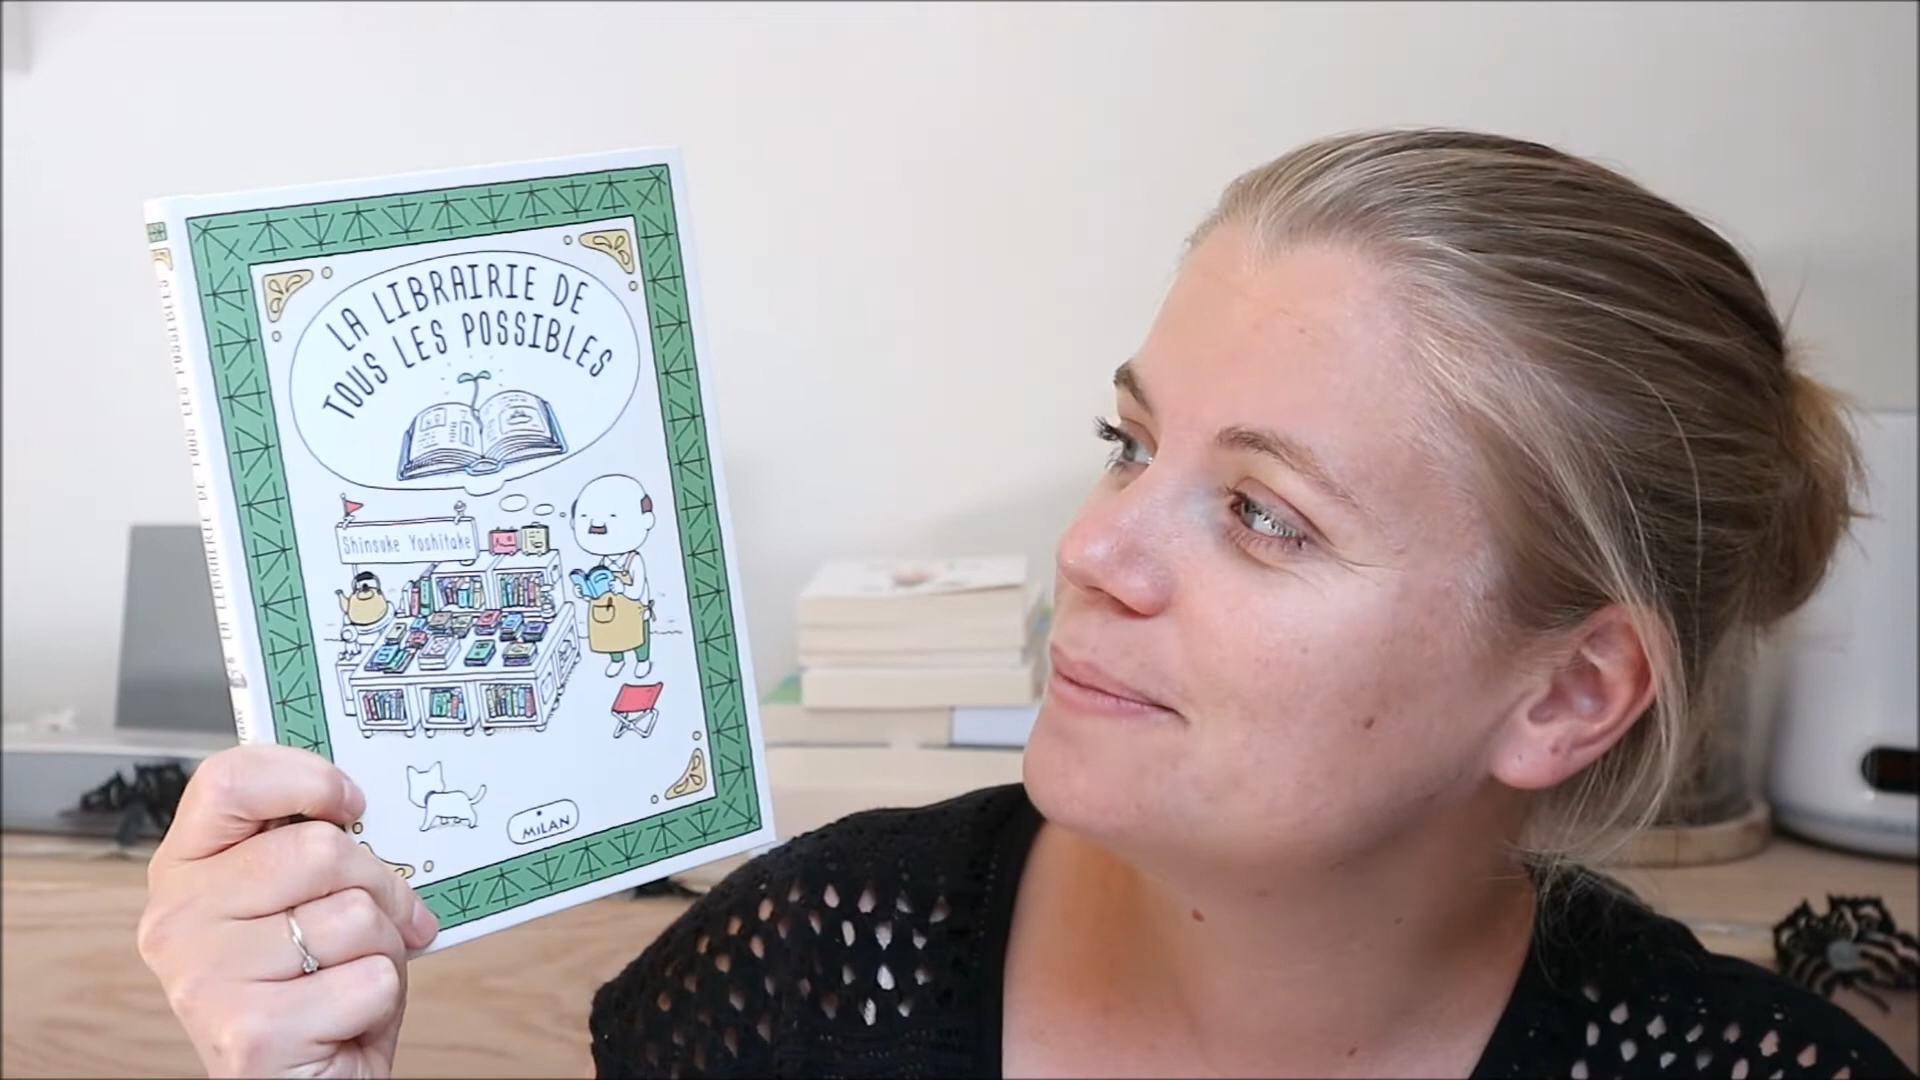 LA LIBRAIRIE DE
TOUS LES POSSIBLES
Shinsuke Yoshitake
MiLAN
LA LIBRAIRIE DE TOUS LES POSSIBLES